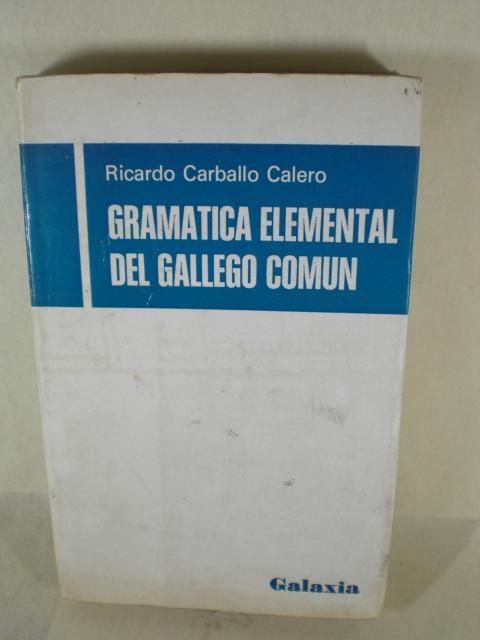 Ricardo Carballo Calero
GRAMATICA ELEMENTAL
DEL GALLEGO COMUN
Galaxia